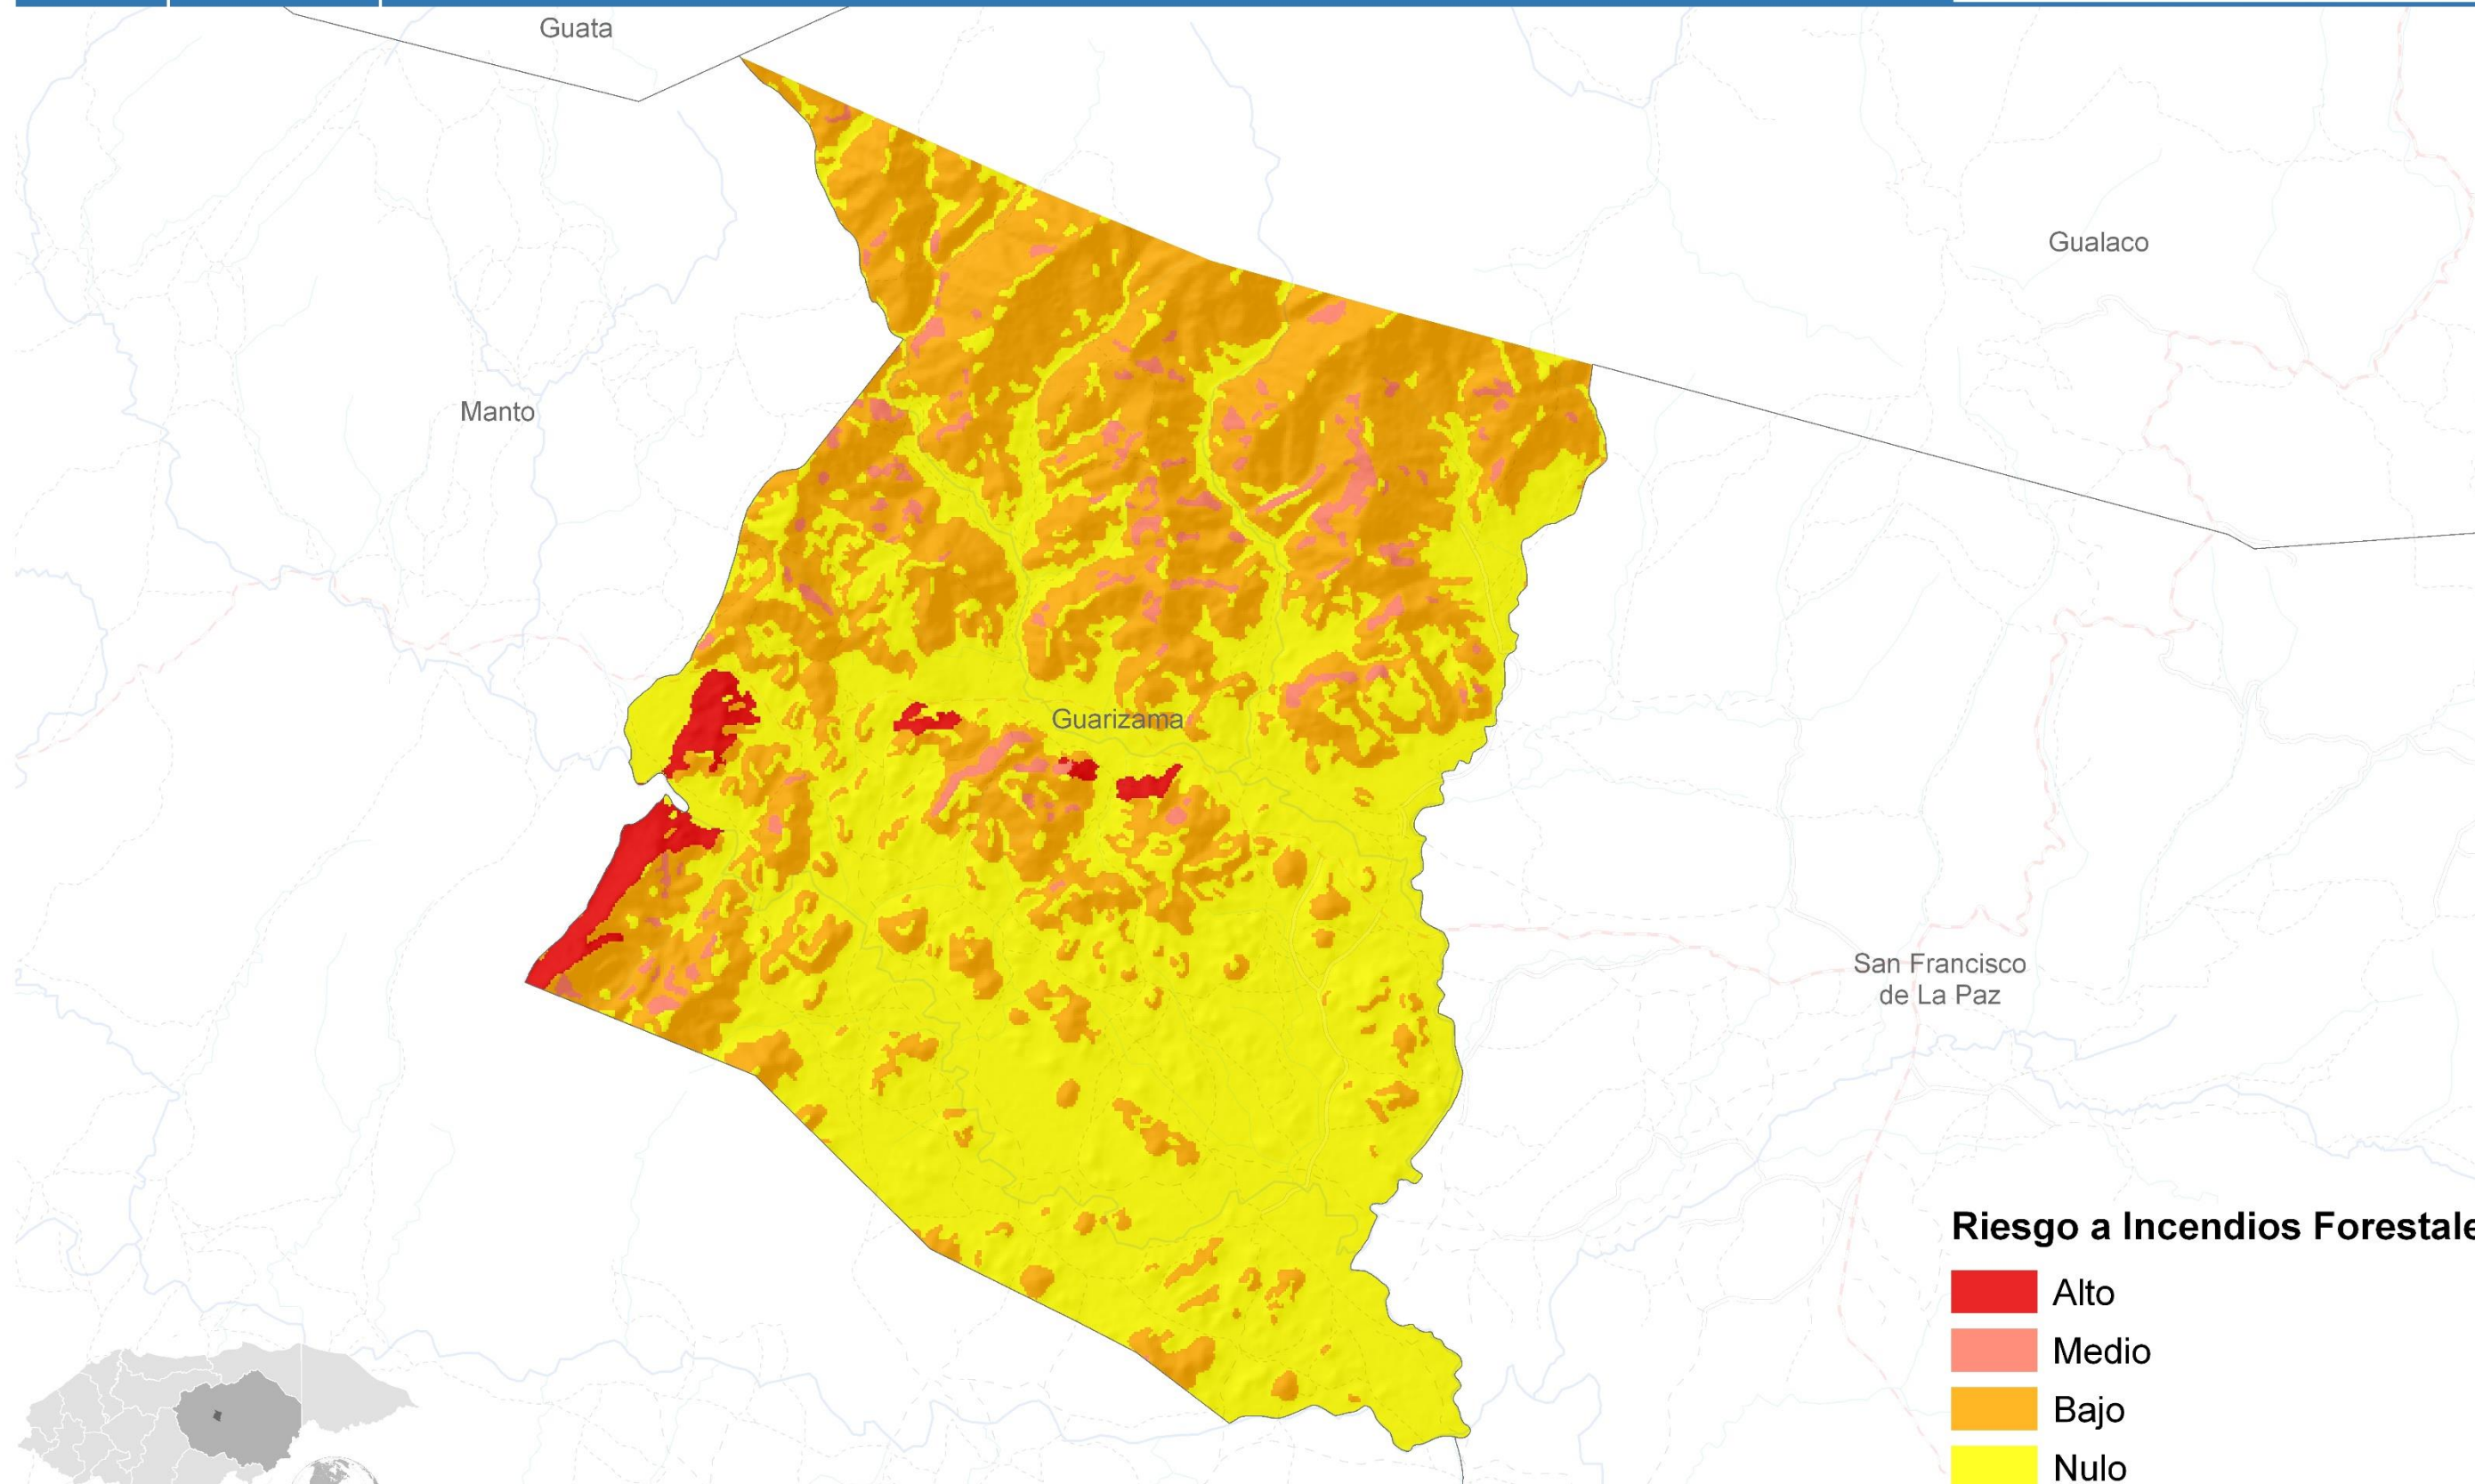 Guata
Gualaco
Manto
Guarizama
San Francisco
de La Paz
Riesgo a Incendios Forestale
Alto
Medio
Bajo
Nulo